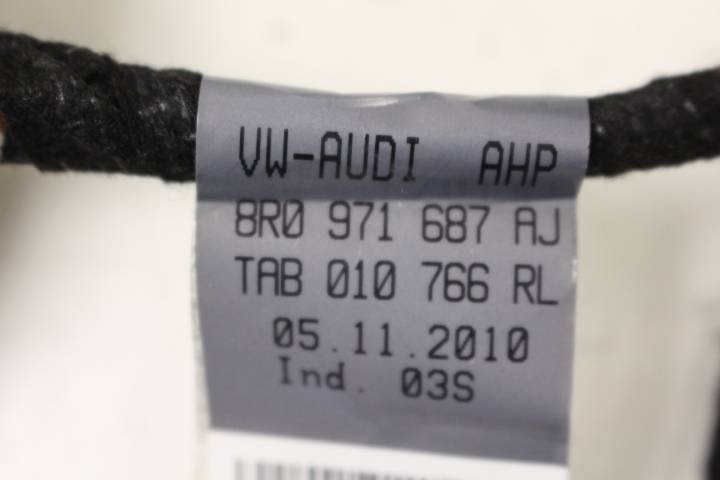 VW-AUDI AHP
8R0 971 687 AJ
TAB 010 766 RL
05.11.2010
Ind. 03S